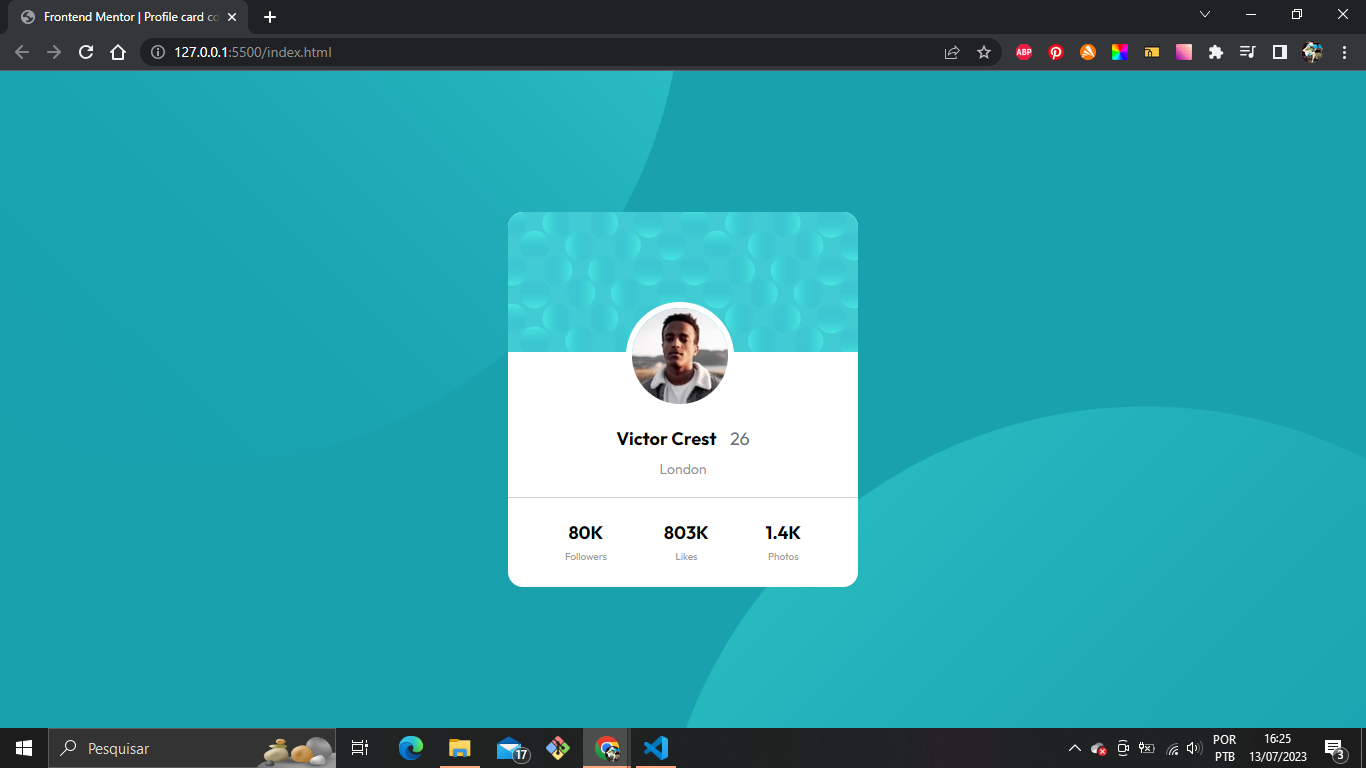 Frontend Mentor | Profile card co
127.0.0.1:5500/index.html
ABP
Victor Crest 26
London
80K 803K 1.4K
Followers Likes Photos
Pesquisar
17
POR
PTB
16:25
13/07/2023
3